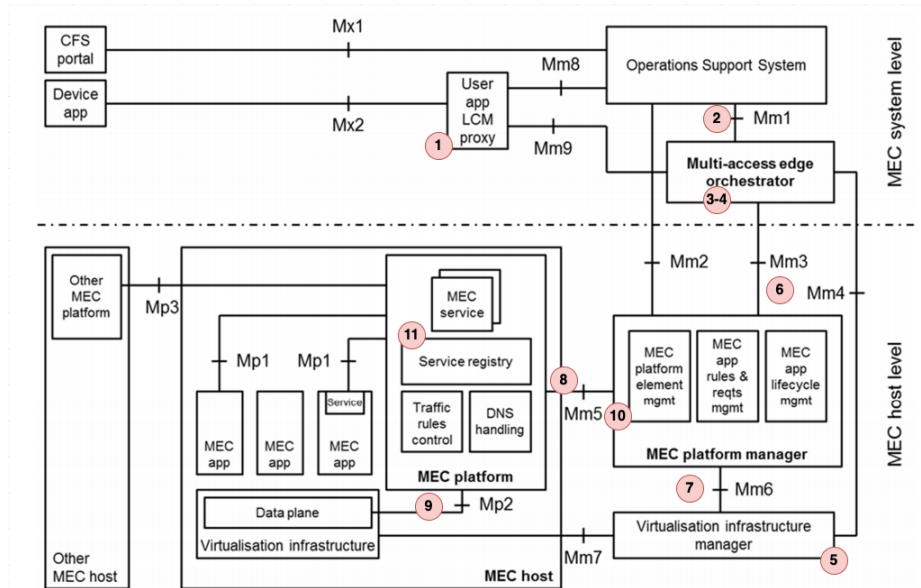 CFS
portal
Mx1
Operations Support System
Device
app
Mx2
User
app
LCM
proxy
1
Mm8
Mm9
2
Mm1
Multi-access edge
orchestrator
3-4
MEC system level
Other
MEC
platform
Mp3
MEC
service
11
Service registry
Traffic
rules
control
DNS
handling
MEC platform
Mp1
Mp1
MEC
app
MEC
app
Service
MEC
app
8
Mm5
Mm2
Mm3
6
Mm4
MEC
platform
element
mgmt
MEC
app
rules &
reqts
mgmt
MEC
app
lifecycle
mgmt
10
MEC platform manager
9
Mp2
Data plane
Virtualisation infrastructure
7
Mm6
Mm7
Virtualisation infrastructure
manager
5
Other
MEC host
MEC host
MEC host level